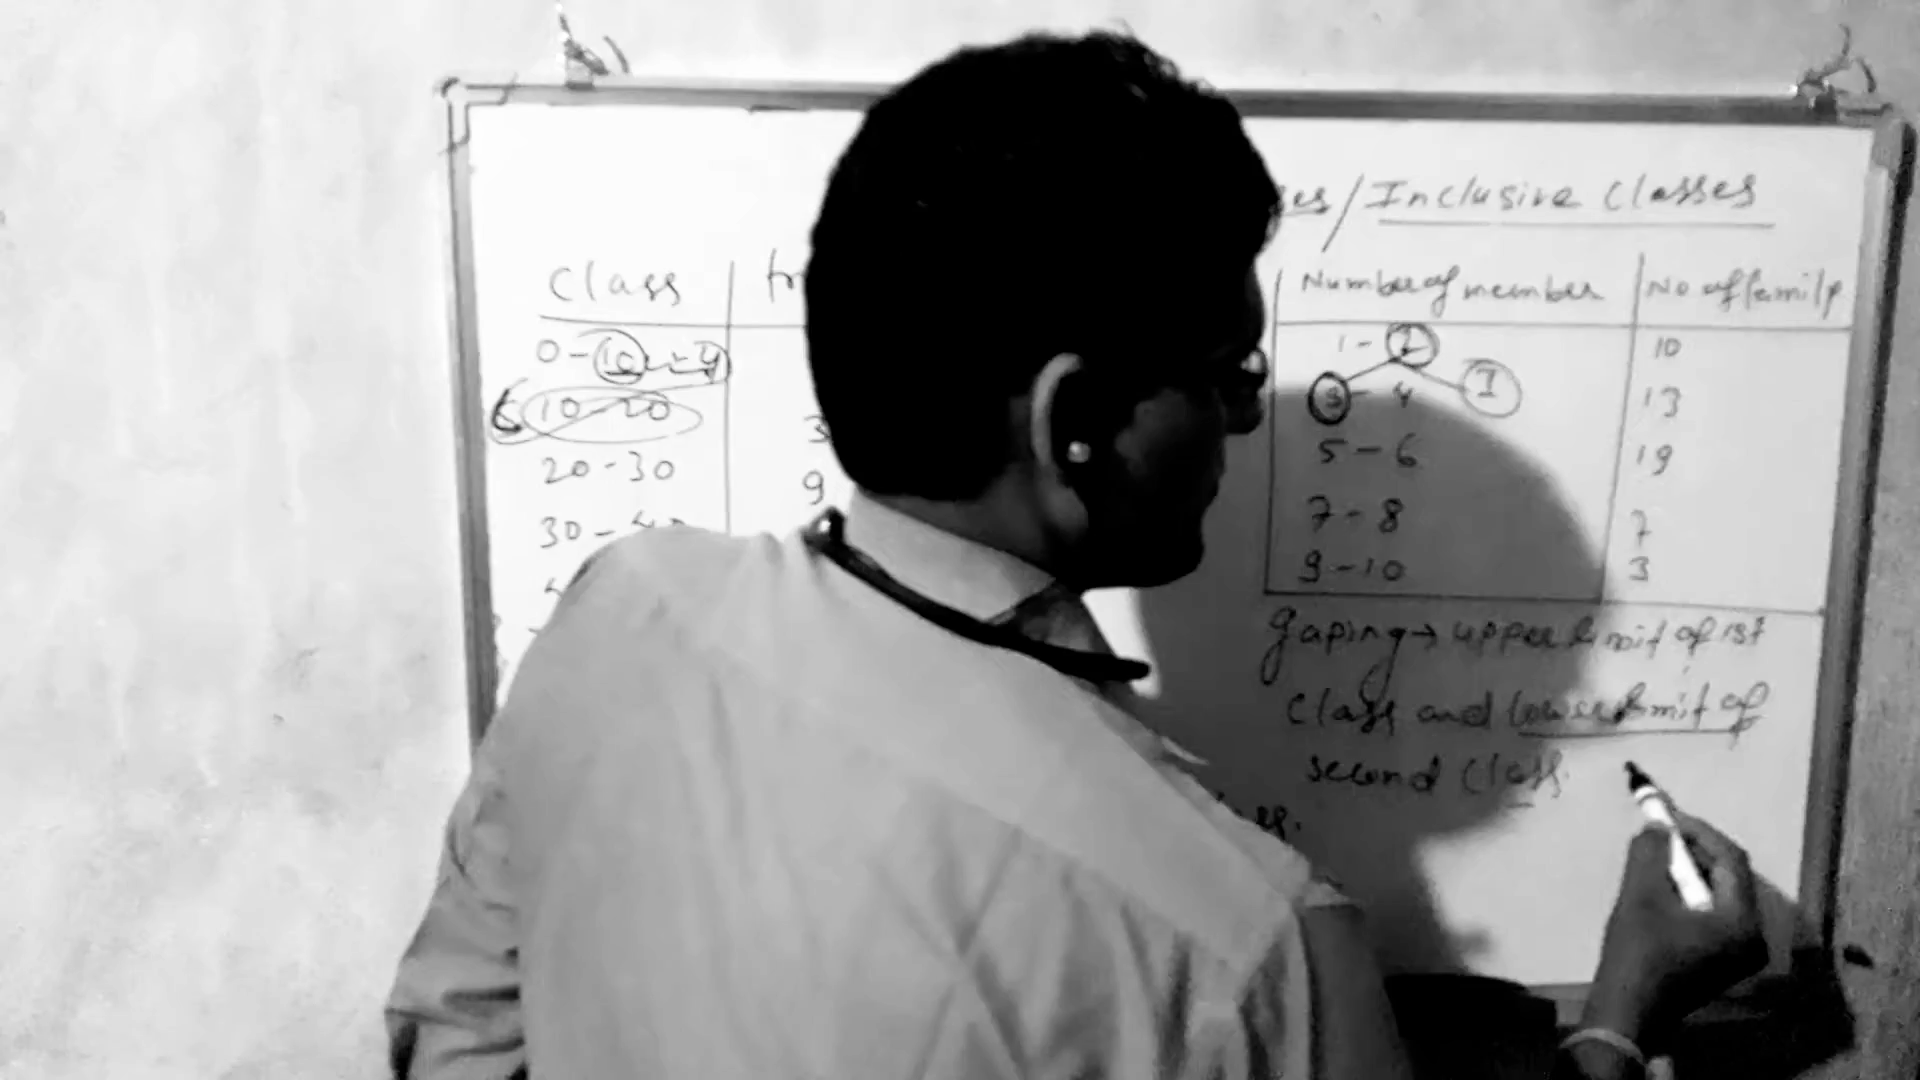 /Inclusive Classes
Class
0-10
10-20
20-30
9
30-40
Number of member | No of family
1-2 10
3-4 1 13
5-6 19
7-8 7
9-10 3
gaping→ upper limit of 1st
class and lower limit of
second class.